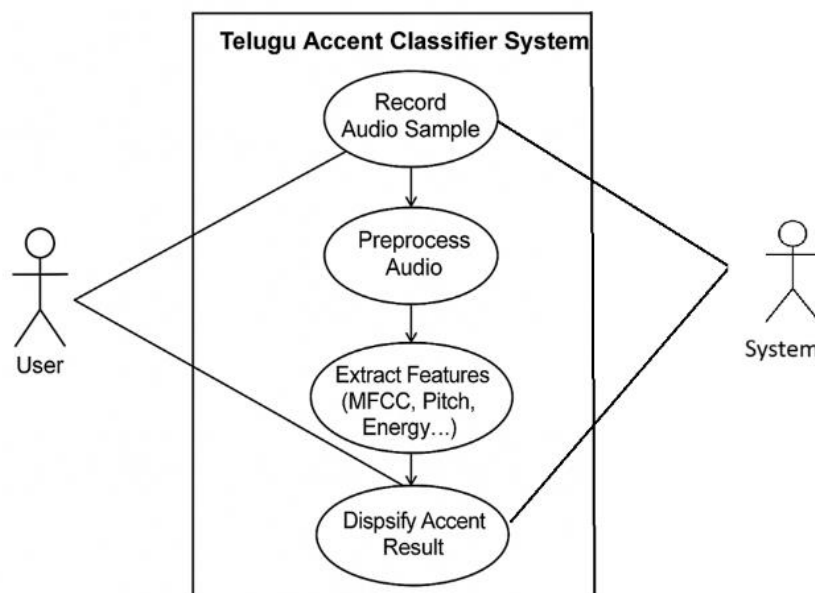 Telugu Accent Classifier System
Record
Audio Sample
Preprocess
Audio
User
System
Extract Features
(MFCC, Pitch,
Energy...)
Dispsify Accent
Result